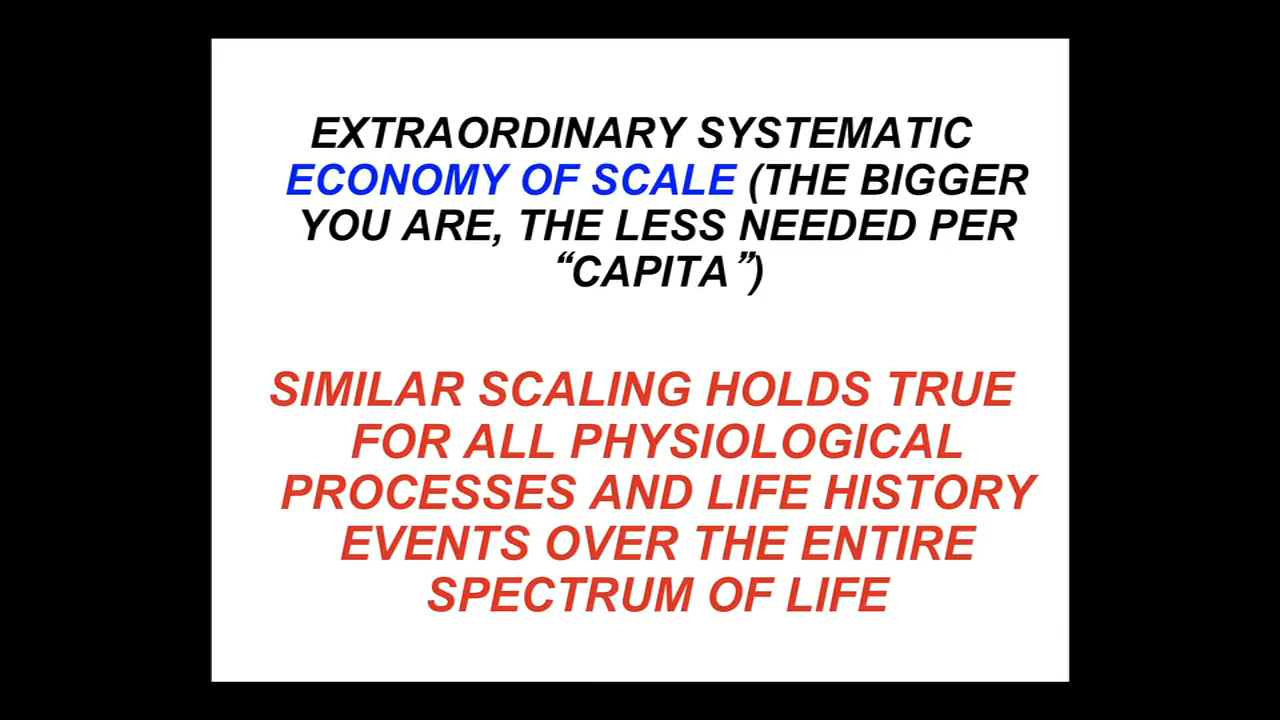 EXTRAORDINARY SYSTEMATIC
ECONOMY OF SCALE (THE BIGGER
YOU ARE, THE LESS NEEDED PER
“CAPITA”)
SIMILAR SCALING HOLDS TRUE
FOR ALL PHYSIOLOGICAL
PROCESSES AND LIFE HISTORY
EVENTS OVER THE ENTIRE
SPECTRUM OF LIFE